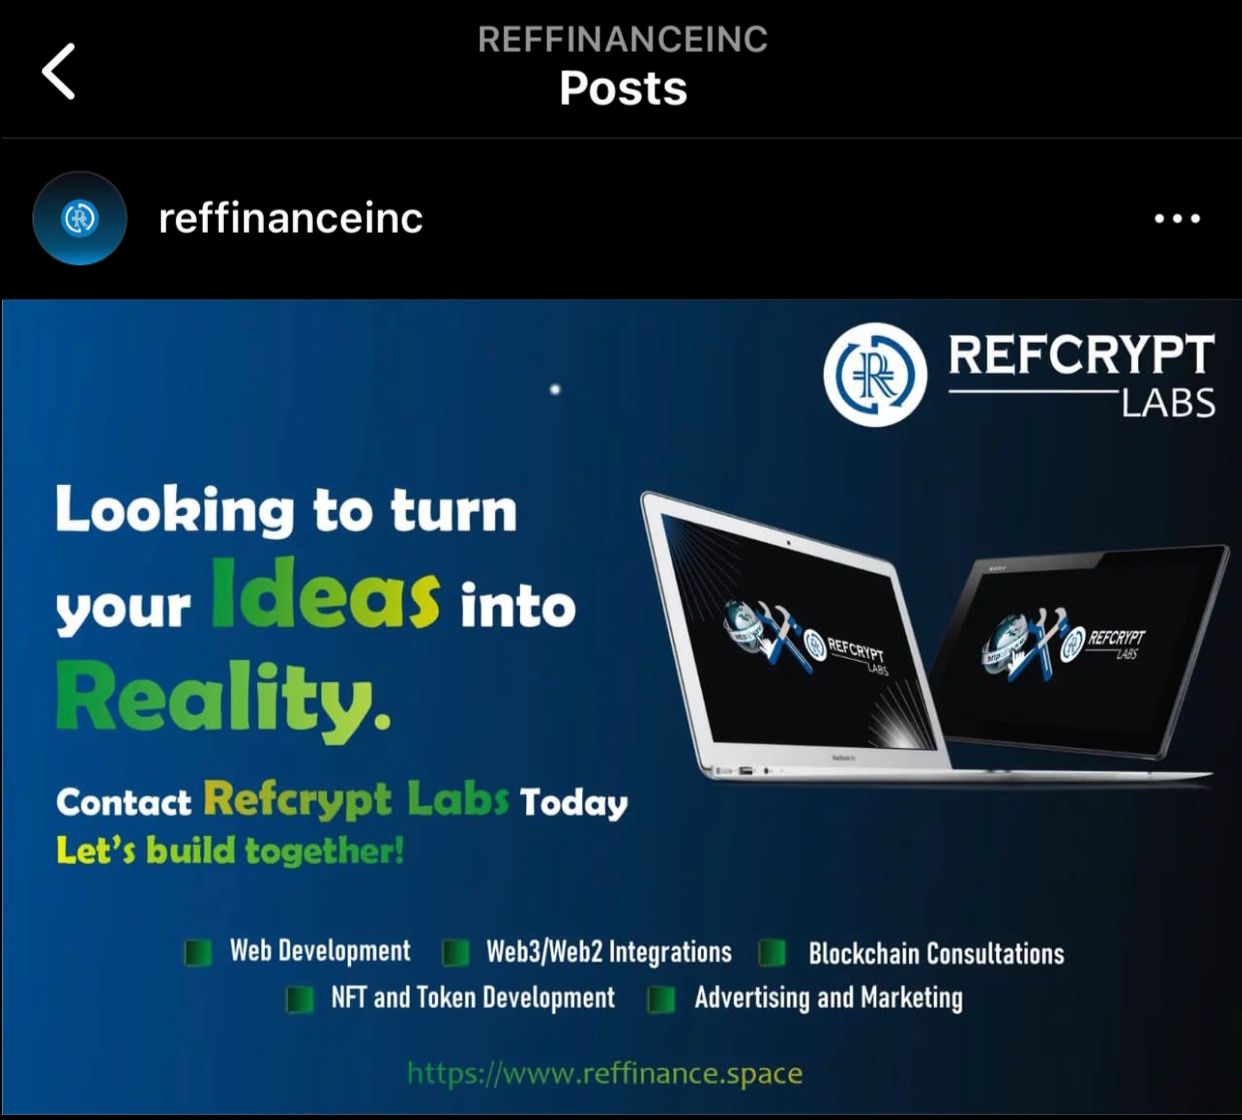 REFFINANCEINC
Posts
reffinanceinc
REFCRYPT
LABS
Looking to turn
your Ideas into
Reality.
Contact Refcrypt Labs Today
Let's build together!
REFCRYPT
LABS
REFCRYPT
LABS
Web Development Web3/Web2 Integrations Blockchain Consultations
NFT and Token Development Advertising and Marketing
https://www.reffinance.space